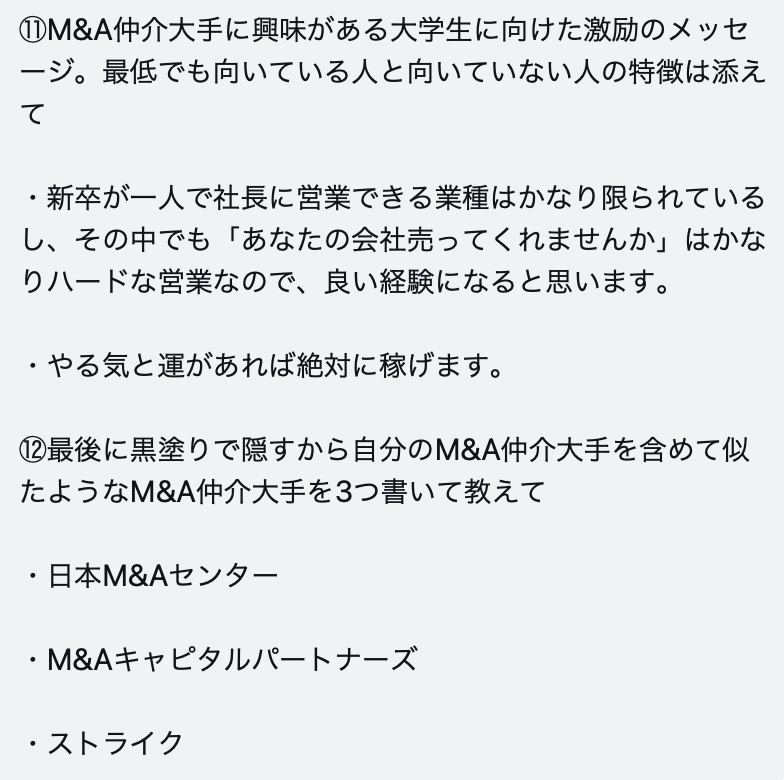 ⑪M&A仲介大手に興味がある大学生に向けた激励のメッセ
ージ。最低でも向いている人と向いていない人の特徴は添え
て
・新卒が一人で社長に営業できる業種はかなり限られている
し、その中でも「あなたの会社売ってくれませんか」はかな
りハードな営業なので、良い経験になると思います。
・やる気と運があれば絶対に稼げます。
⑫最後に黒塗りで隠すから自分のM&A仲介大手を含めて似
たようなM&A仲介大手を3つ書いて教えて
・日本M&Aセンター
・M&Aキャピタルパートナーズ
・ストライク